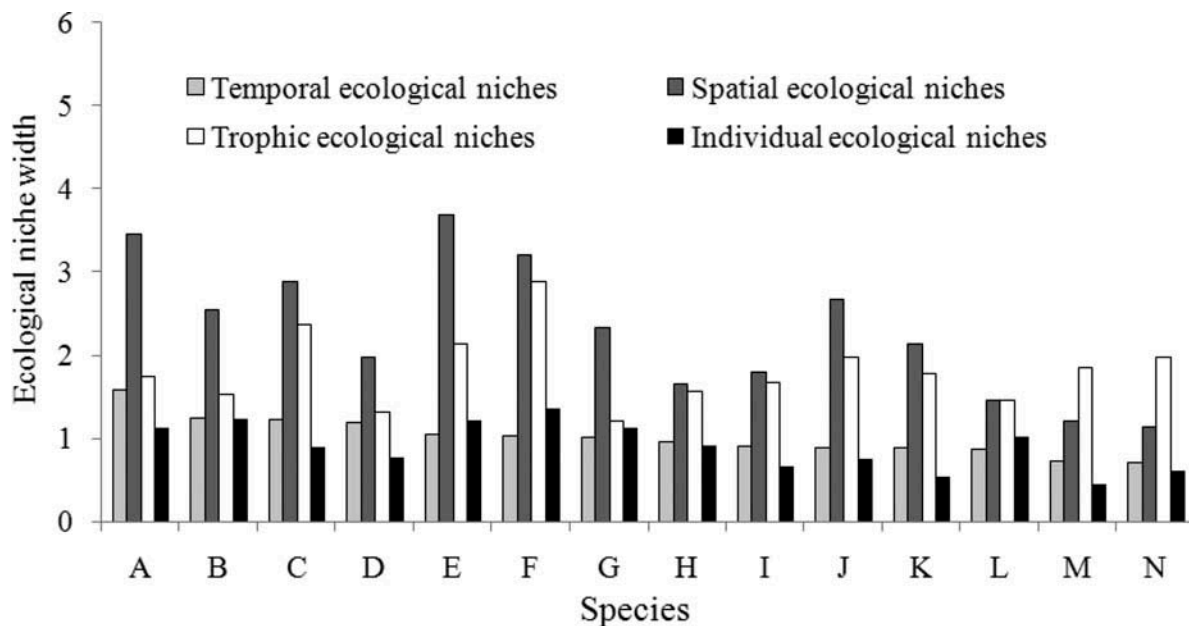 6
5
4
3
2
1
0
Ecological niche width
Temporal ecological niches
Spatial ecological niches
Trophic ecological niches
Individual ecological niches
A B C D E F G H I J K L M N
Species